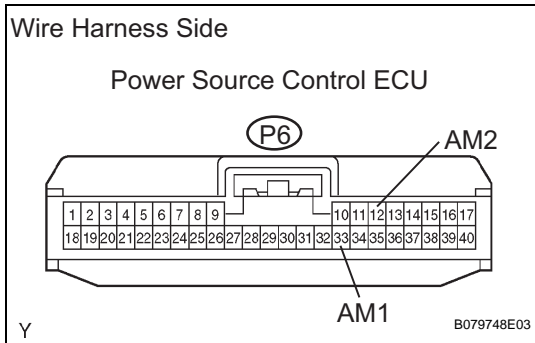 Wire Harness Side
Power Source Control ECU
P6
AM2
1 2 3 4 5 6 7 8 9 10 11 12 13 14 15 16 17
18 19 20 21 22 23 24 25 26 27 28 29 30 31 32 33 34 35 36 37 38 39 40
AM1
Y B079748E03